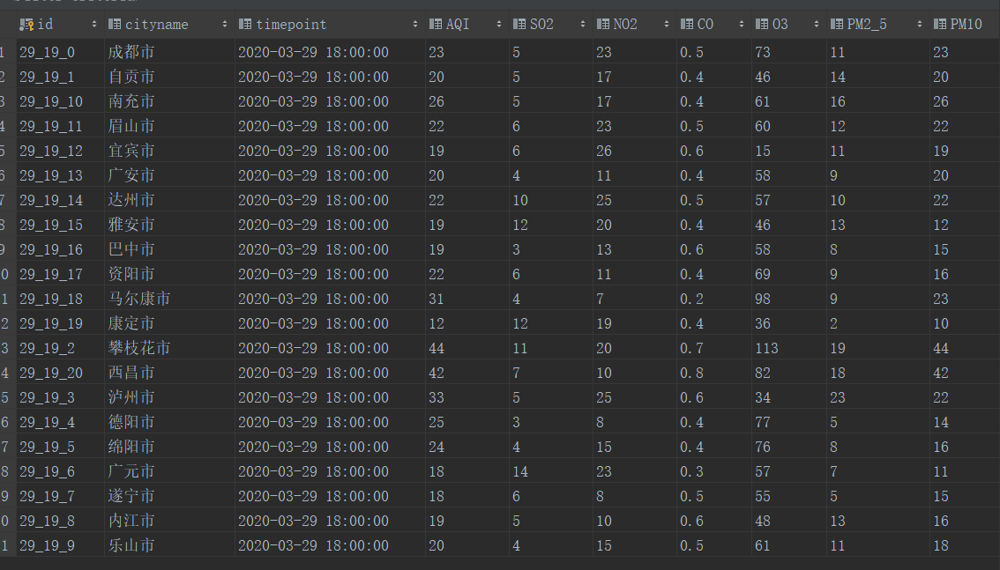 id cityname timepoint AQI SO2 NO2 CO O3 PM2_5 PM10
1 29_19_0 成都市 2020-03-29 18:00:00 23 5 23 0.5 73 11 23
2 29_19_1 自贡市 2020-03-29 18:00:00 20 5 17 0.4 46 14 20
3 29_19_10 南充市 2020-03-29 18:00:00 26 5 17 0.4 61 16 26
4 29_19_11 眉山市 2020-03-29 18:00:00 22 6 23 0.5 60 12 22
5 29_19_12 宜宾市 2020-03-29 18:00:00 19 6 26 0.6 15 11 19
6 29_19_13 广安市 2020-03-29 18:00:00 20 4 11 0.4 58 9 20
7 29_19_14 达州市 2020-03-29 18:00:00 22 10 25 0.5 57 10 22
8 29_19_15 雅安市 2020-03-29 18:00:00 19 12 20 0.4 46 13 12
9 29_19_16 巴中市 2020-03-29 18:00:00 19 3 13 0.6 58 8 15
0 29_19_17 资阳市 2020-03-29 18:00:00 22 6 11 0.4 69 9 16
1 29_19_18 马尔康市 2020-03-29 18:00:00 31 4 7 0.2 98 9 23
2 29_19_19 康定市 2020-03-29 18:00:00 12 12 19 0.4 36 2 10
3 29_19_2 攀枝花市 2020-03-29 18:00:00 44 11 20 0.7 113 19 44
4 29_19_20 西昌市 2020-03-29 18:00:00 42 7 10 0.8 82 18 42
5 29_19_3 泸州市 2020-03-29 18:00:00 33 5 25 0.6 34 23 22
6 29_19_4 德阳市 2020-03-29 18:00:00 25 3 8 0.4 77 5 14
7 29_19_5 绵阳市 2020-03-29 18:00:00 24 4 15 0.4 76 8 16
8 29_19_6 广元市 2020-03-29 18:00:00 18 14 23 0.3 57 7 11
9 29_19_7 遂宁市 2020-03-29 18:00:00 18 6 8 0.5 55 5 15
0 29_19_8 内江市 2020-03-29 18:00:00 19 5 10 0.6 48 13 16
1 29_19_9 乐山市 2020-03-29 18:00:00 20 4 15 0.5 61 11 18